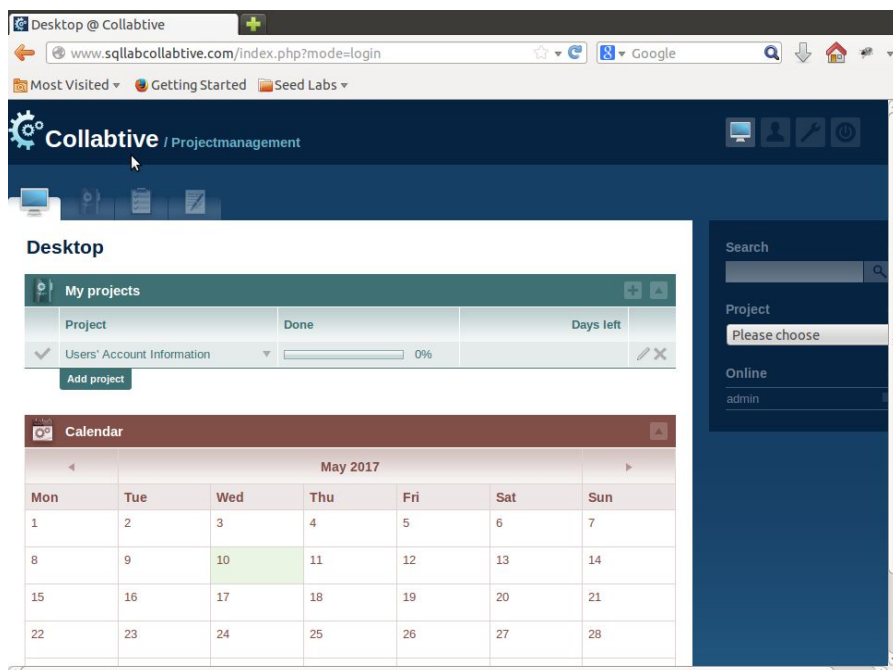 Desktop @ Collabtive
www.sqllabcollabtive.com/index.php?mode=login
Google
Most Visited
Getting Started
Seed Labs
Collabtive / Projectmanagement
Desktop
Search
My projects
Project Done Days left
Users' Account Information 0%
Add project
Project
Please choose
Online
admin
Calendar
May 2017
Mon Tue Wed Thu Fri Sat Sun
1 2 3 4 5 6 7
8 9 10 11 12 13 14
15 16 17 18 19 20 21
22 23 24 25 26 27 28